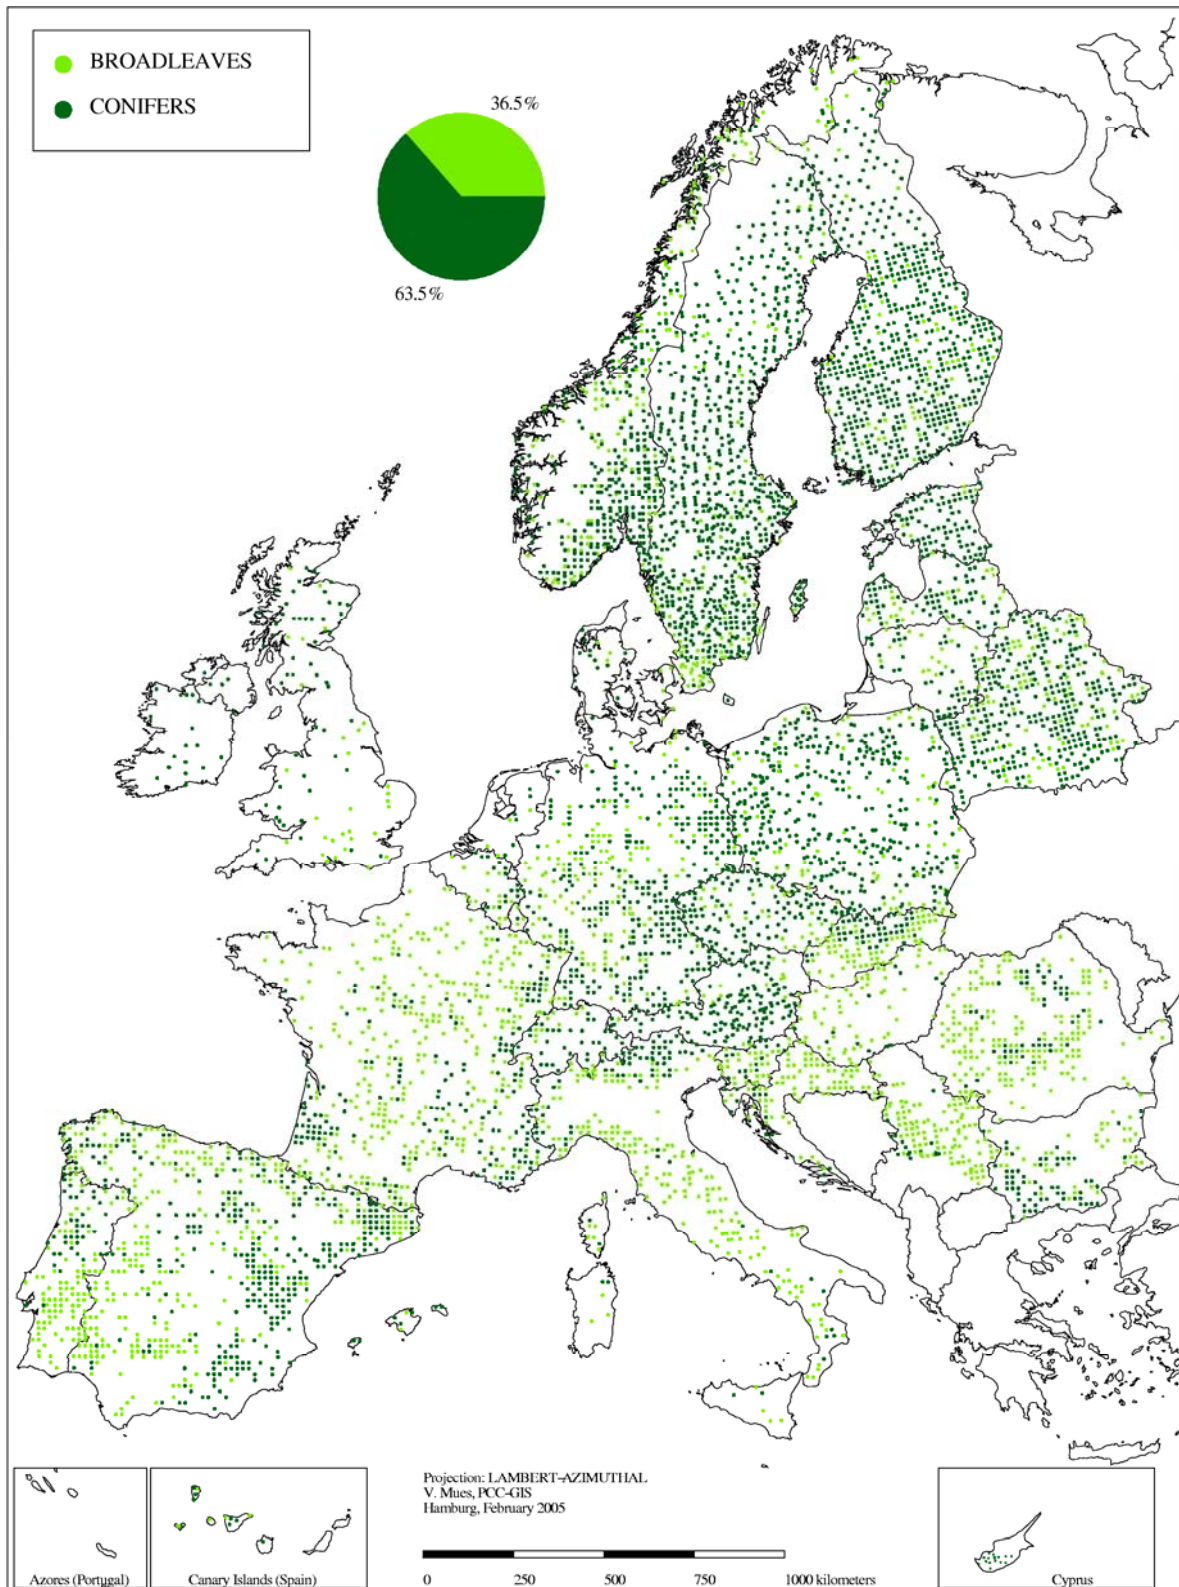 BROADLEAVES
CONIFERS
36.5%
63.5%
Projection: LAMBERT-AZIMUTHAL
V. Mues, PCC-GIS
Hamburg, February 2005
0 250 500 750 1000 kilometers
Azores (Portugal)
Canary Islands (Spain)
Cyprus